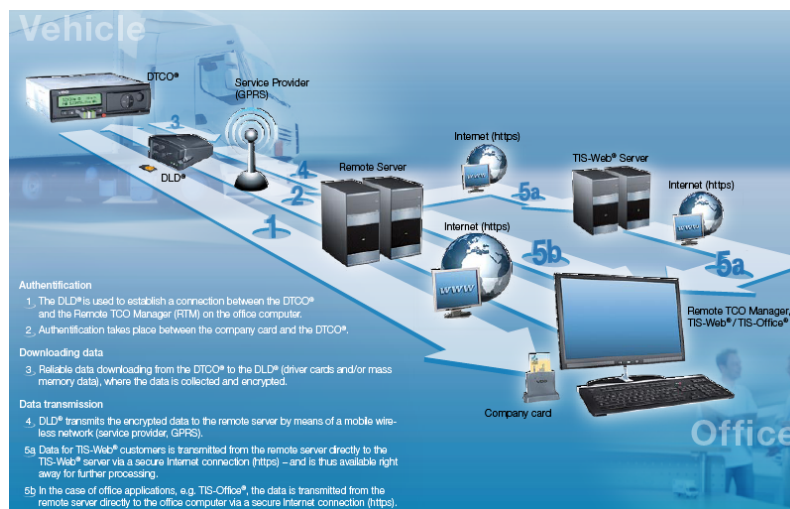 Vehicle
DTCO®
Service Provider
(GPRS)
3
DLD®
4
2
1
Remote Server
Internet (https)
www
5a
TIS-Web® Server
Internet (https)
www
5a
Internet (https)
www
5b
Remote TCO Manager,
TIS-Web®/TIS-Office®
Company card
Office
Authentification
1 The DLD® is used to establish a connection between the DTCO®
and the Remote TCO Manager (RTM) on the office computer.
2 Authentification takes place between the company card and the DTCO®.
Downloading data
3 Reliable data downloading from the DTCO® to the DLD® (driver cards and/or mass
memory data), where the data is collected and encrypted.
Data transmission
4 DLD® transmits the encrypted data to the remote server by means of a mobile wire-
less network (service provider, GPRS).
5a Data for TIS-Web® customers is transmitted from the remote server directly to the
TIS-Web® server via a secure Internet connection (https) – and is thus available right
away for further processing.
5b In the case of office applications, e.g. TIS-Office®, the data is transmitted from the
remote server directly to the office computer via a secure Internet connection (https).